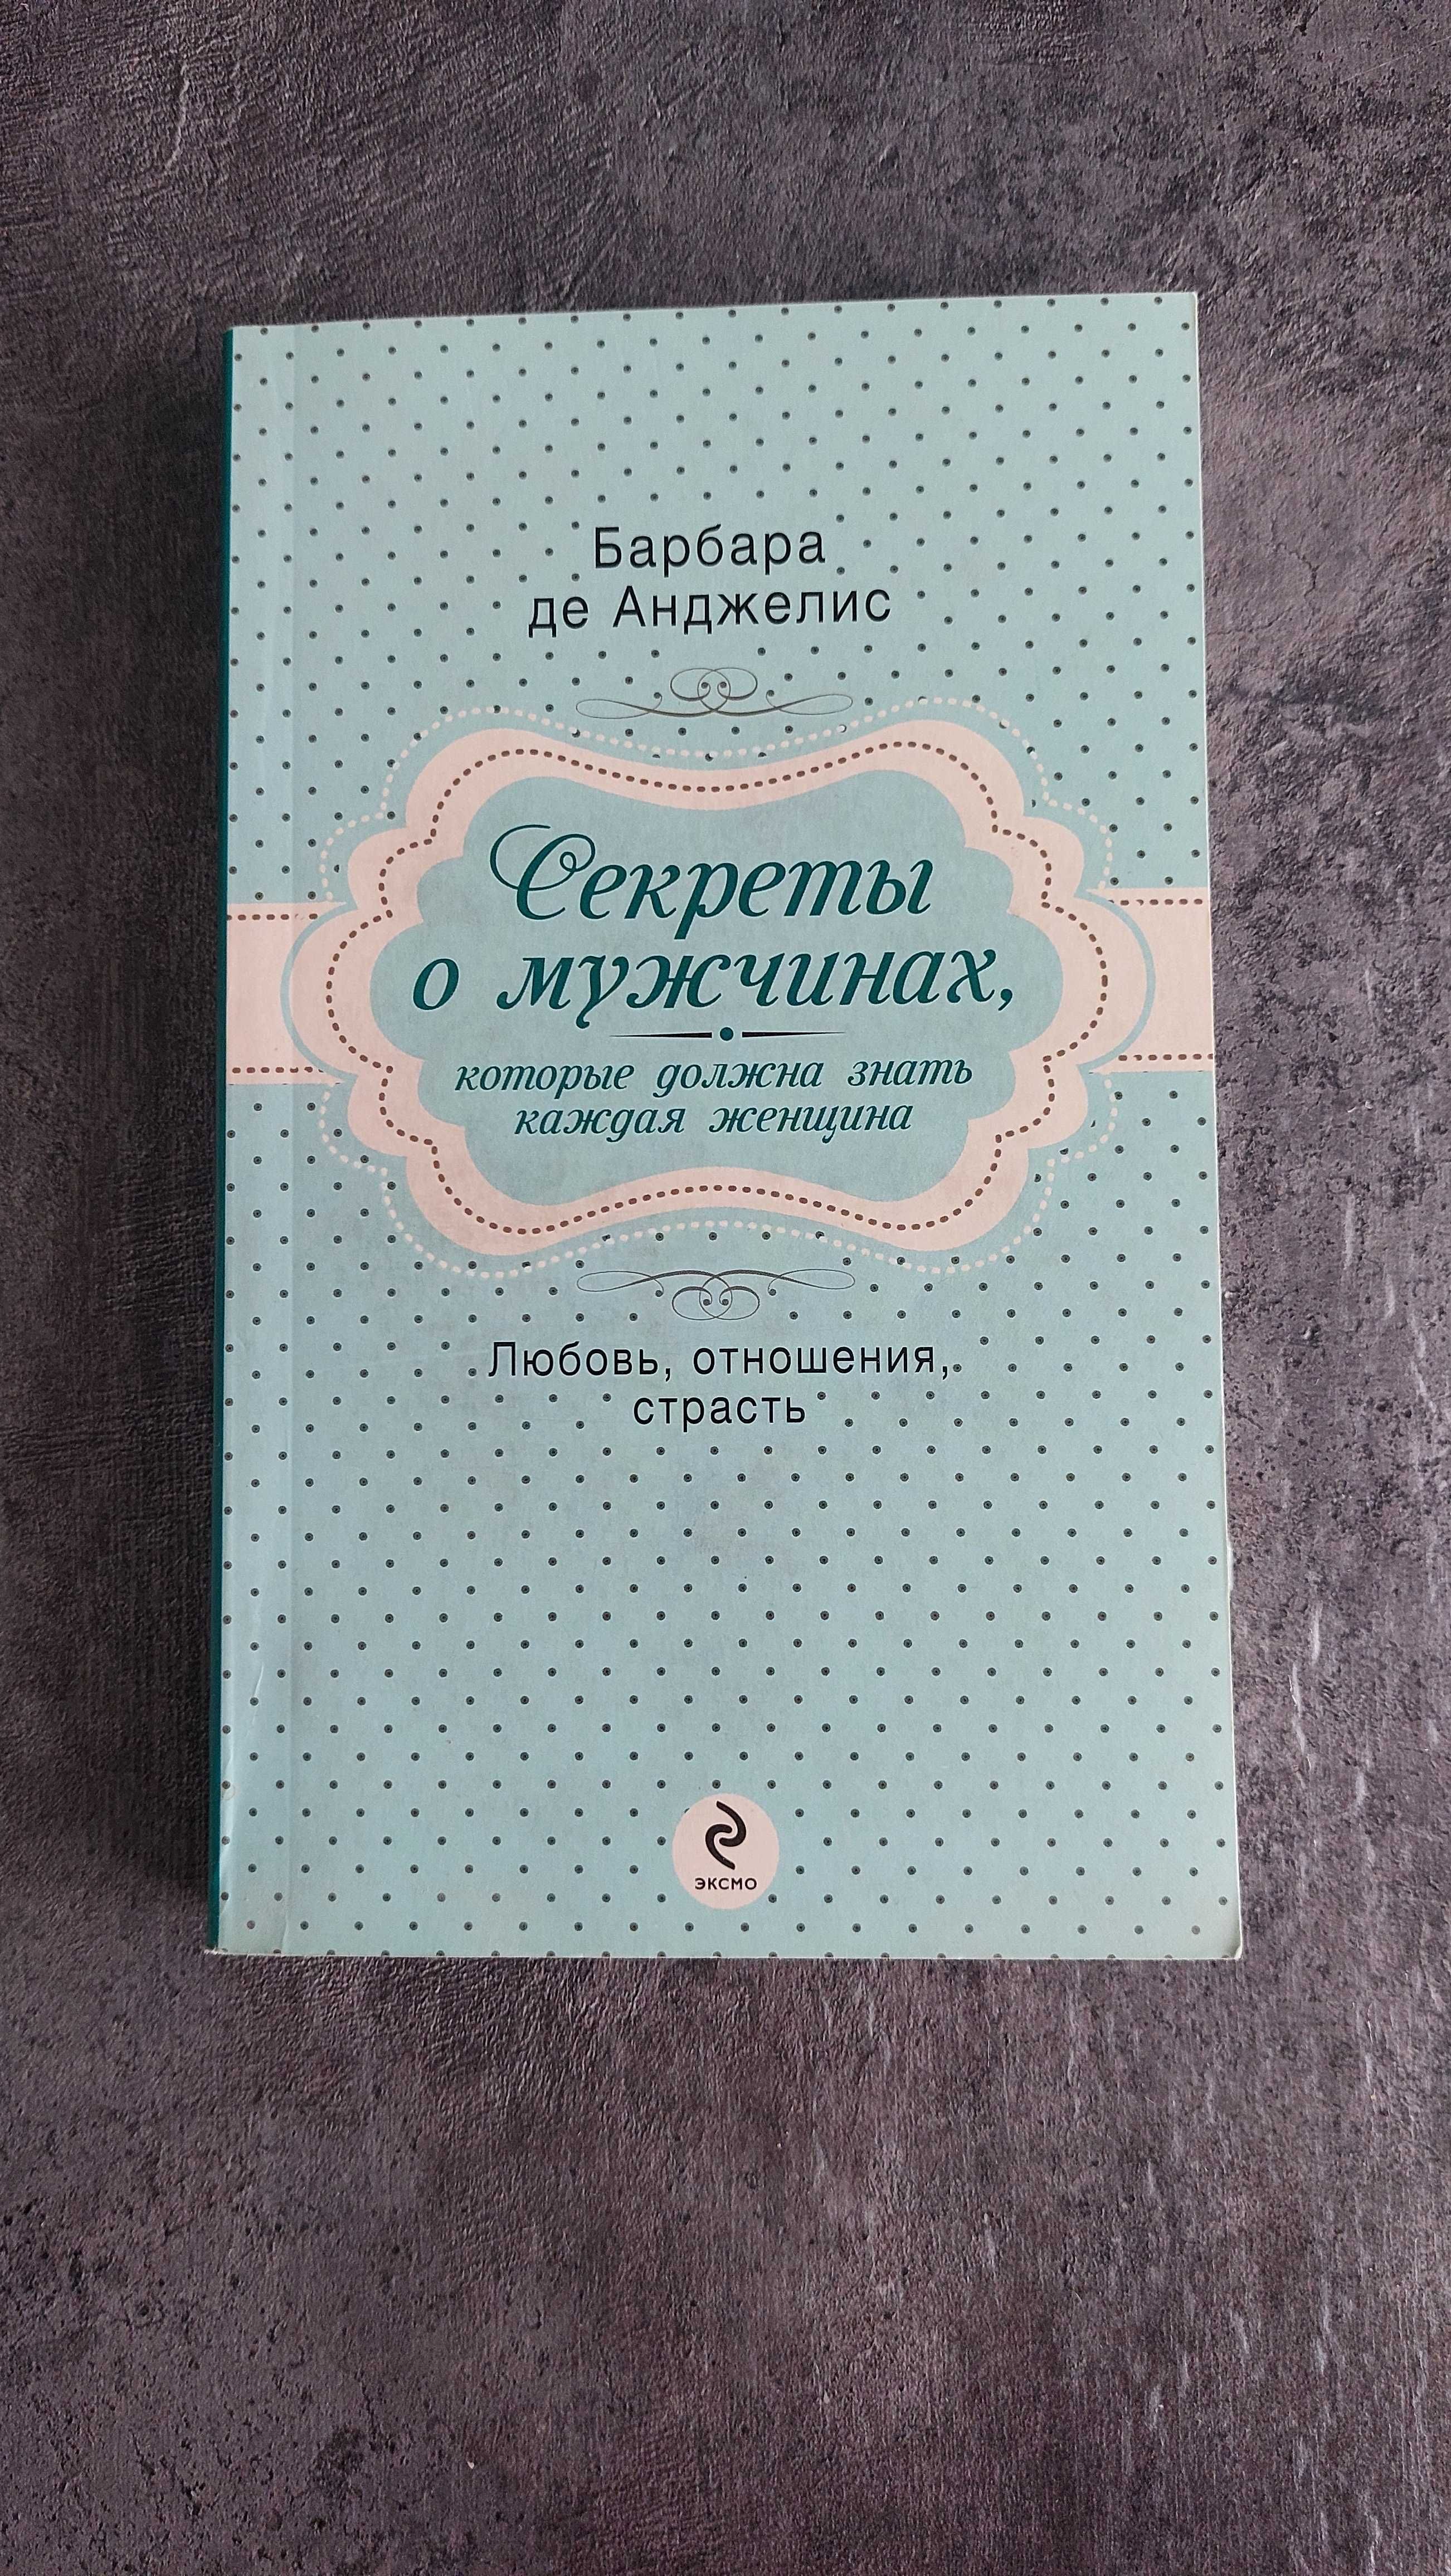 Барбара
де Анджелис
Секреты
о мужчинах,
которые должна знать
каждая женщина
Любовь, отношения,
страсть
ЭКСМО